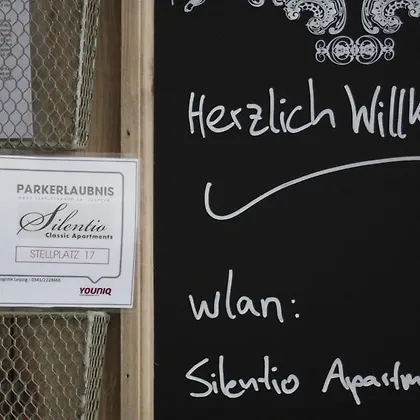 PARKERLAUBNIS
Silentio
Classic Apartments
STELLPLATZ 17
YOUNIQ
Herzlich Willk
wlan:
Silentio Apartm